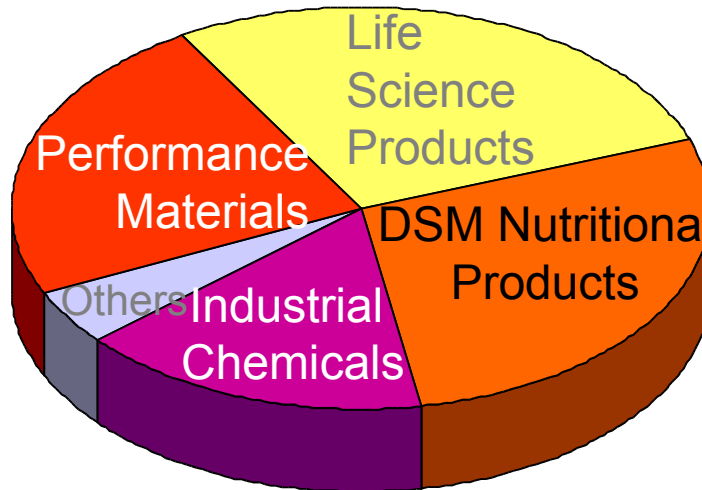 Life
Science
Products
Performance
Materials
DSM Nutritiona
Products
Others
Industrial
Chemicals